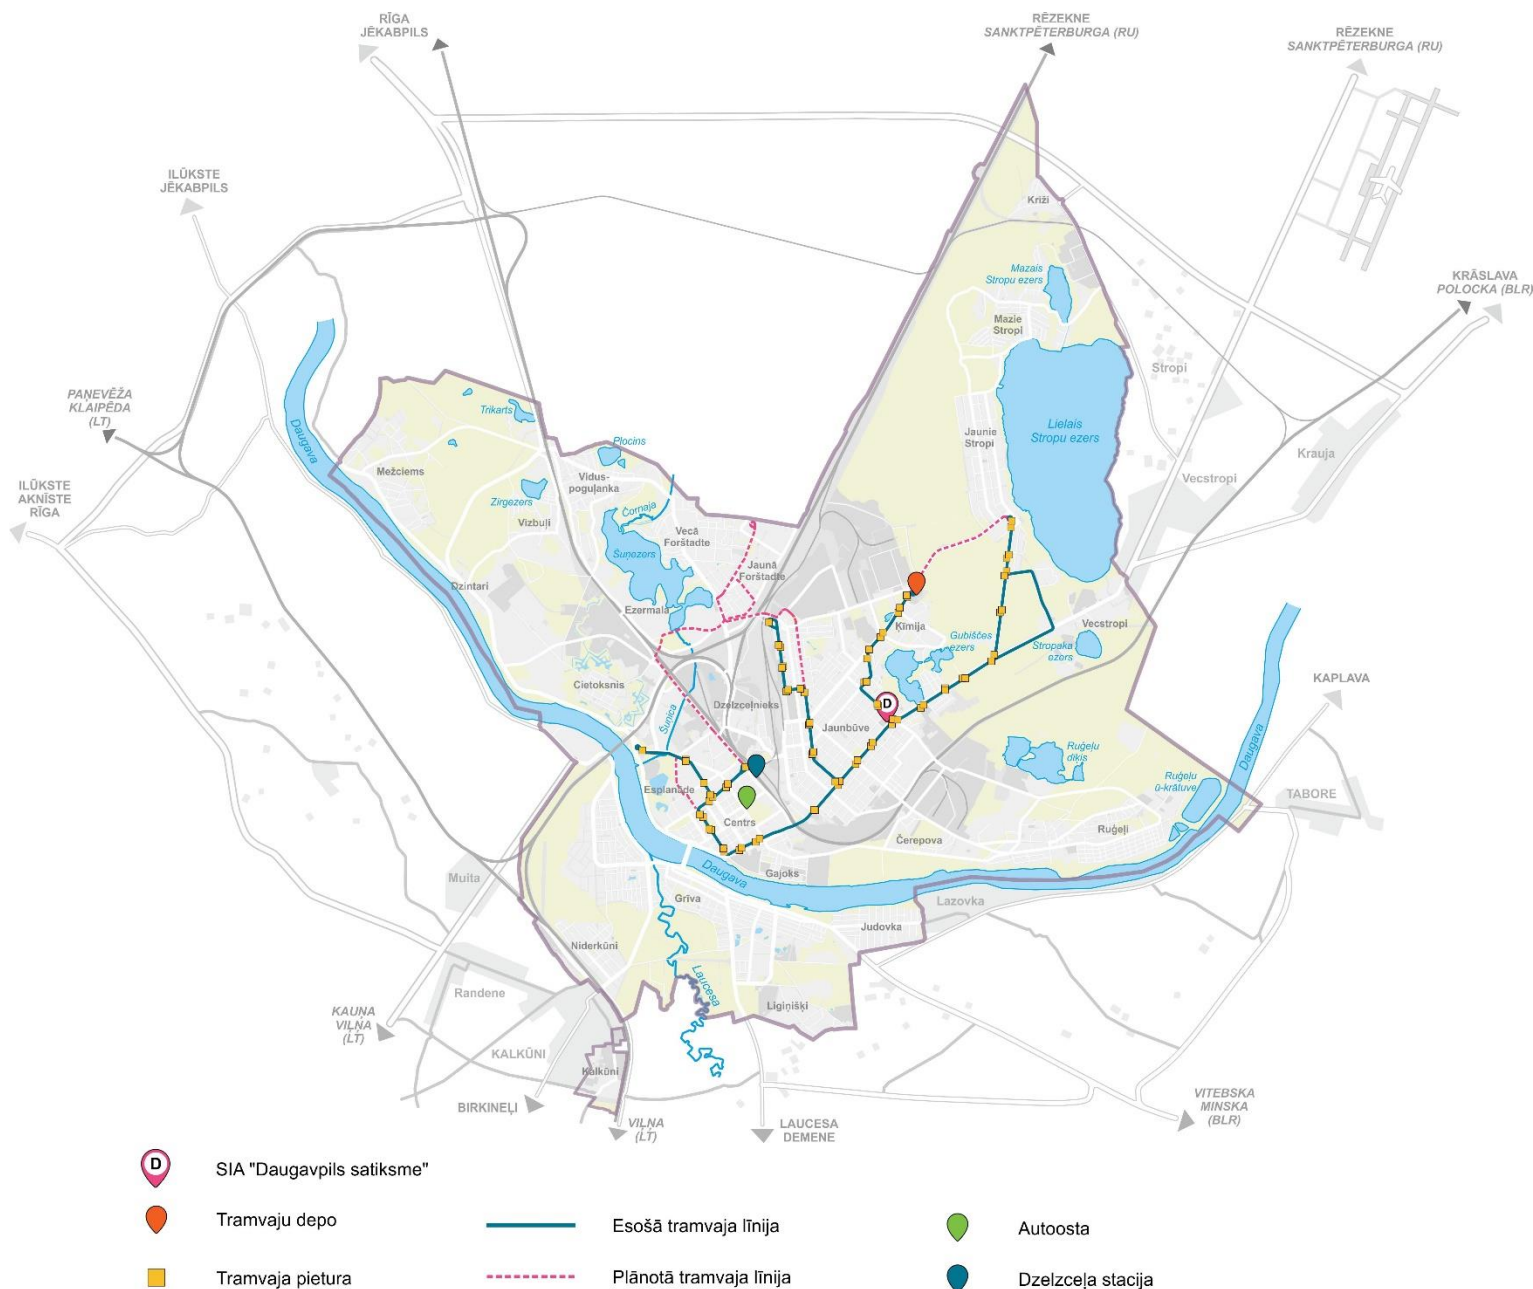 RĪGA
JĒKABPILS
RĒZEKNE
SANKTPĒTERBURGA (RU)
RĒZEKNE
SANKTPĒTERBURGA (RU)
ILŪKSTE
JĒKABPILS
Krīži
Mazais
Stropu ezers
KRĀSLAVA
POLOCKA (BLR)
Mazie
Stropi
Stropi
PAŅEVĒŽA
KLAIPĒDA
(LT)
Daugava
Trikarts
Plocins
Jaunie
Stropi
Lielais
Stropu ezers
Krauja
Mežciems
Vidus-
poguļanka
Vecstropi
ILŪKSTE
AKNĪSTE
RĪGA
Zirgezers
Vizbuļi
Čornaja
Vecā
Forštadte
Šuņezers
Jaunā
Forštadte
Dzintari
Ezermala
Ķīmija
Gubiščes
ezers
Vecstropi
Stropaka
ezers
Cietoksnis
KAPLAVA
Dzelzceļnieks
D
Jaunbūve
Šuņica
Daugava
Ruģeļu
dīķis
Ruģeļu
ū-krātuve
Esplanāde
TABORE
Centrs
Ruģeļi
Čerepova
Daugava
Gajoks
Muita
Grīva
Lazovka
Judovka
Niderkūni
Laucesa
Randene
Liginišķi
KAUŅA
VIĻŅA
(LT)
KALKŪNI
Kalkūni
BIRKINEĻI
VIĻŅA
(LT)
LAUCESA
DEMENE
VITEBSKA
MINSKA
(BLR)
D SIA "Daugavpils satiksme"
Tramvaju depo
Esošā tramvaja līnija
Autoosta
Tramvaja pietura
Plānotā tramvaja līnija
Dzelzceļa stacija